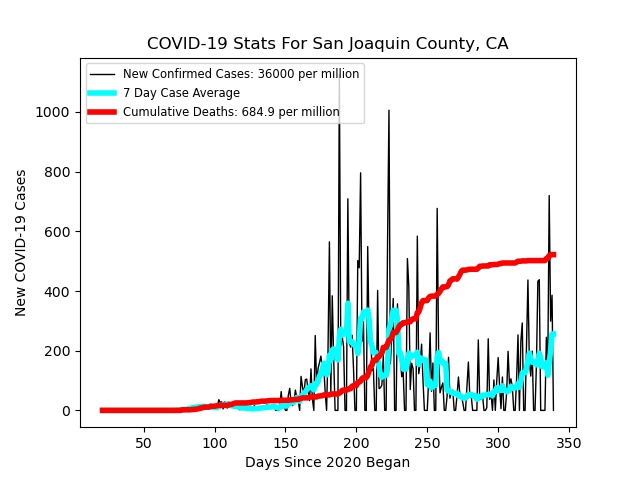 COVID-19 Stats For San Joaquin County, CA
New Confirmed Cases: 36000 per million
7 Day Case Average
Cumulative Deaths: 684.9 per million
1000
800
600
400
200
0
New COVID-19 Cases
50 100 150 200 250 300 350
Days Since 2020 Began